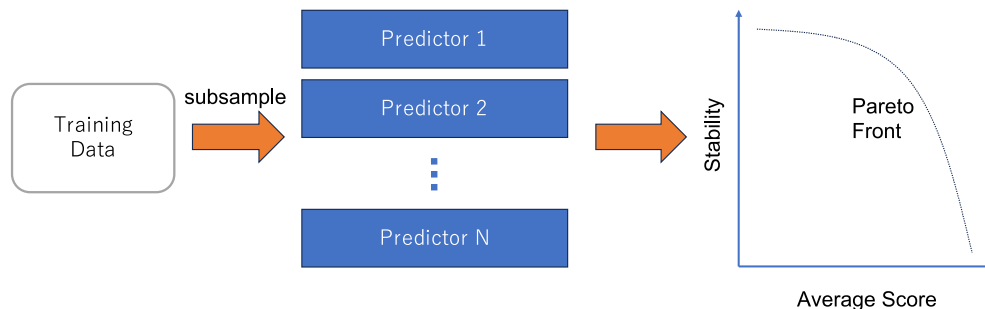 Training
Data
subsample
Predictor 1
Predictor 2
Predictor N
Stability
Pareto
Front
Average Score